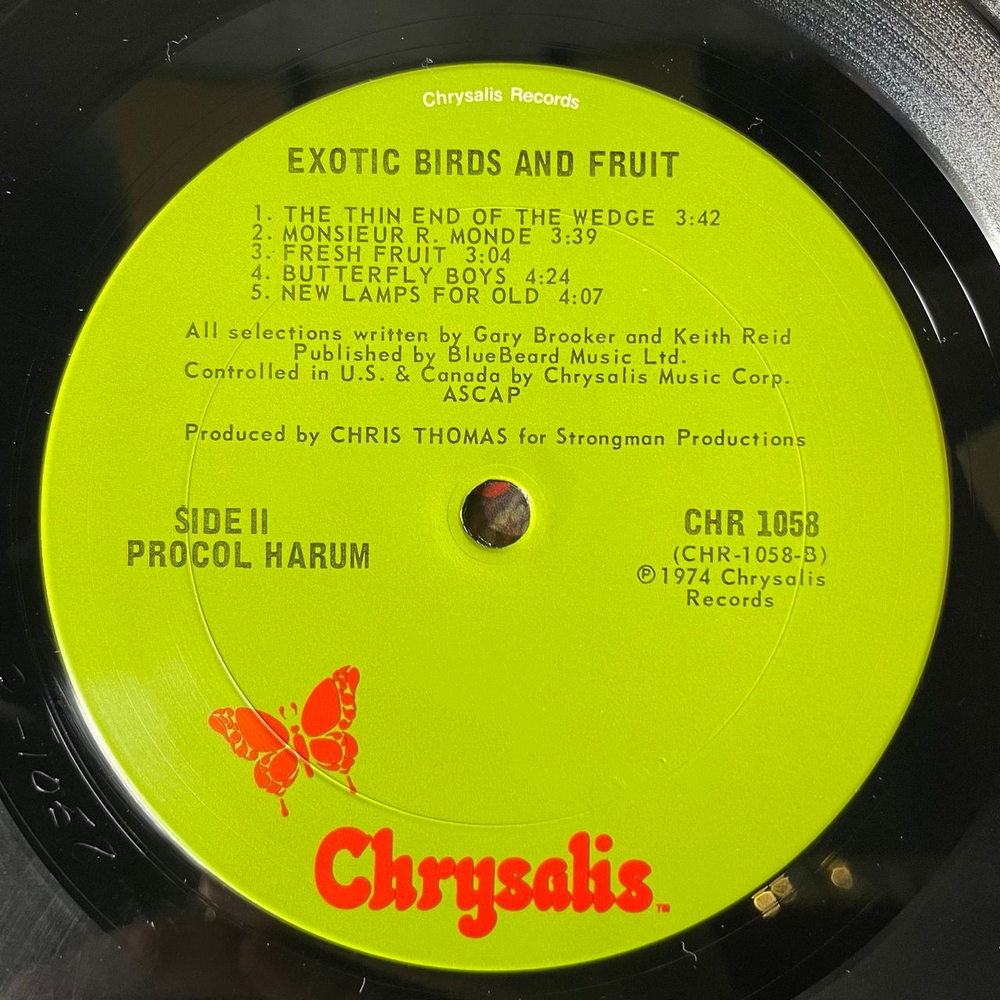 Chrysalis Records
EXOTIC BIRDS AND FRUIT
1. THE THIN END OF THE WEDGE 3:42
2. MONSIEUR R. MONDE 3:39
3. FRESH FRUIT 3:04
4. BUTTERFLY BOYS 4:24
5. NEW LAMPS FOR OLD 4:07
All selections written by Gary Brooker and Keith Reid
Published by BlueBeard Music Ltd.
Controlled in U.S. & Canada by Chrysalis Music Corp.
ASCAP
Produced by CHRIS THOMAS for Strongman Productions
SIDE II
PROCOL HARUM
CHR 1058
(CHR-1058-B)
℗1974 Chrysalis
Records
Chrysalis™